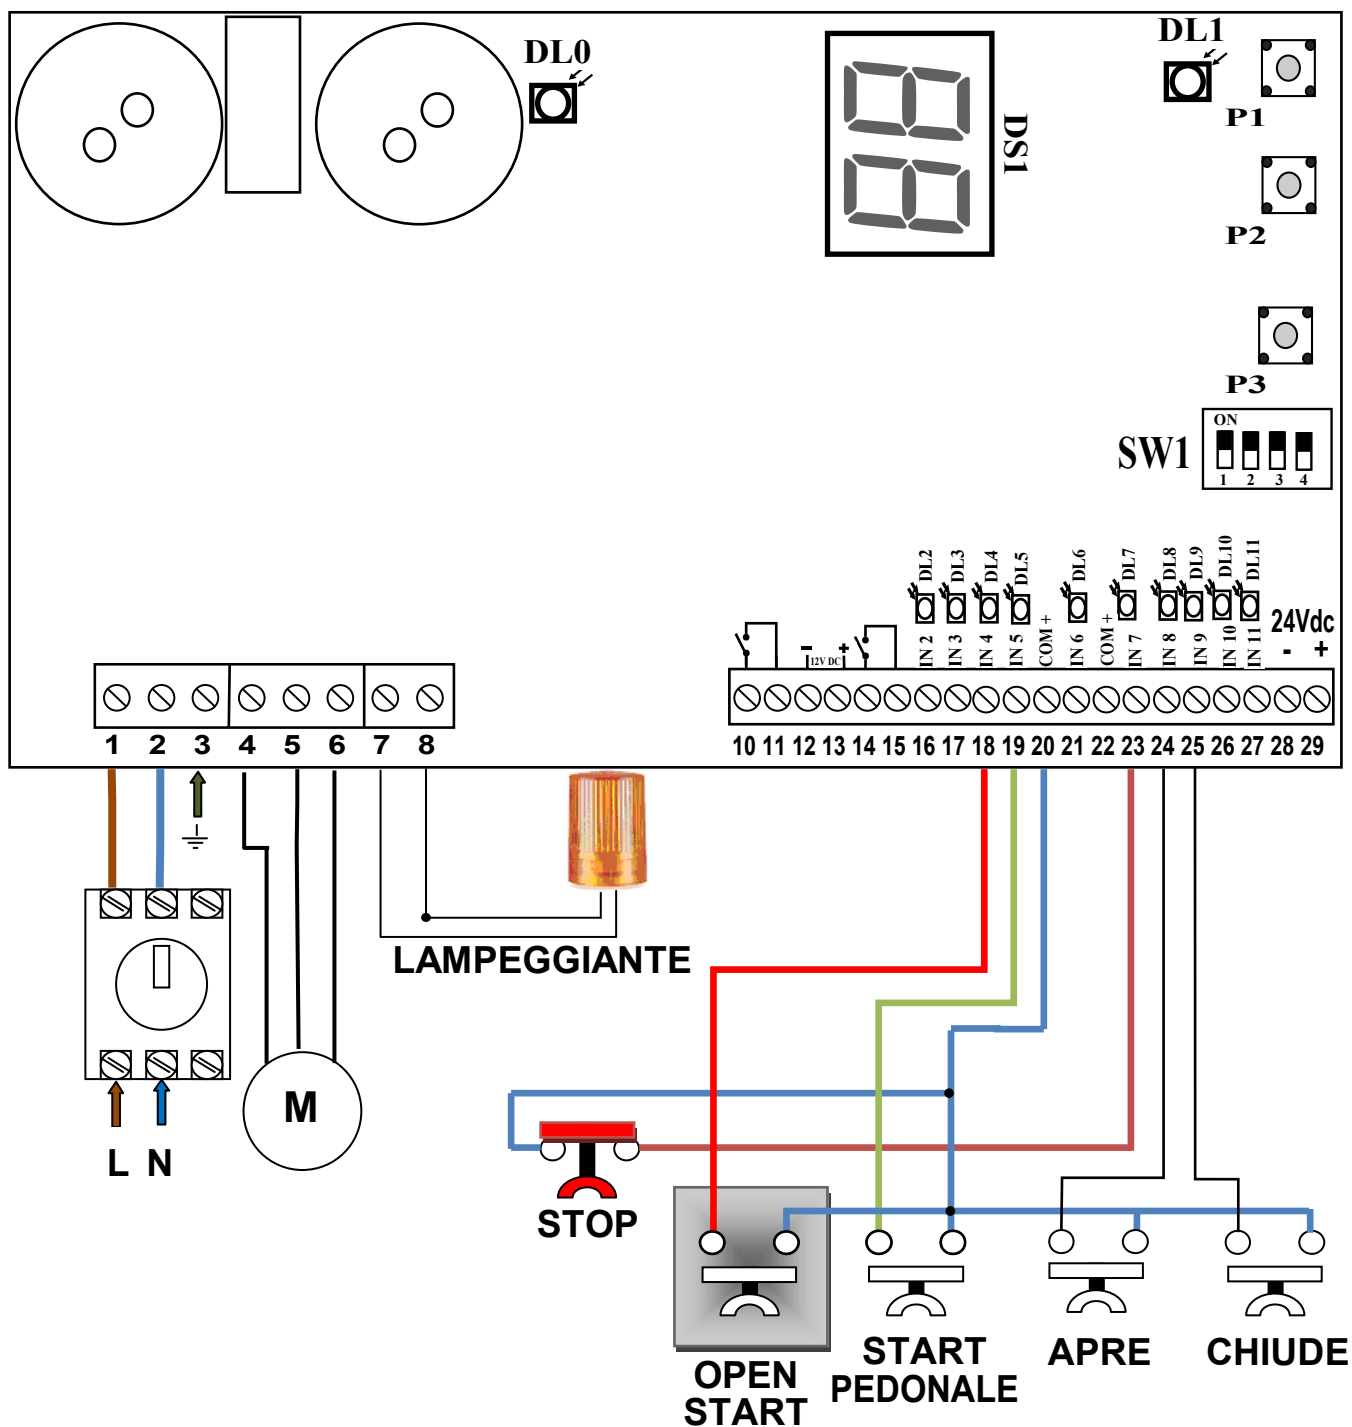 DL0
DL1
P1
DS1
P2
P3
SW1
ON
1 2 3 4
DL2 DL3 DL4 DL5 DL6 DL7 DL8 DL9 DL10 DL11
IN 2 IN 3 IN 4 IN 5 COM + IN 6 COM + IN 7 IN 8 IN 9 IN 10 IN 11
24Vdc
- +
- +
12V DC
1 2 3 4 5 6 7 8
10 11 12 13 14 15 16 17 18 19 20 21 22 23 24 25 26 27 28 29
LAMPEGGIANTE
M
L N
STOP
OPEN
START
START
PEDONALE
APRE
CHIUDE